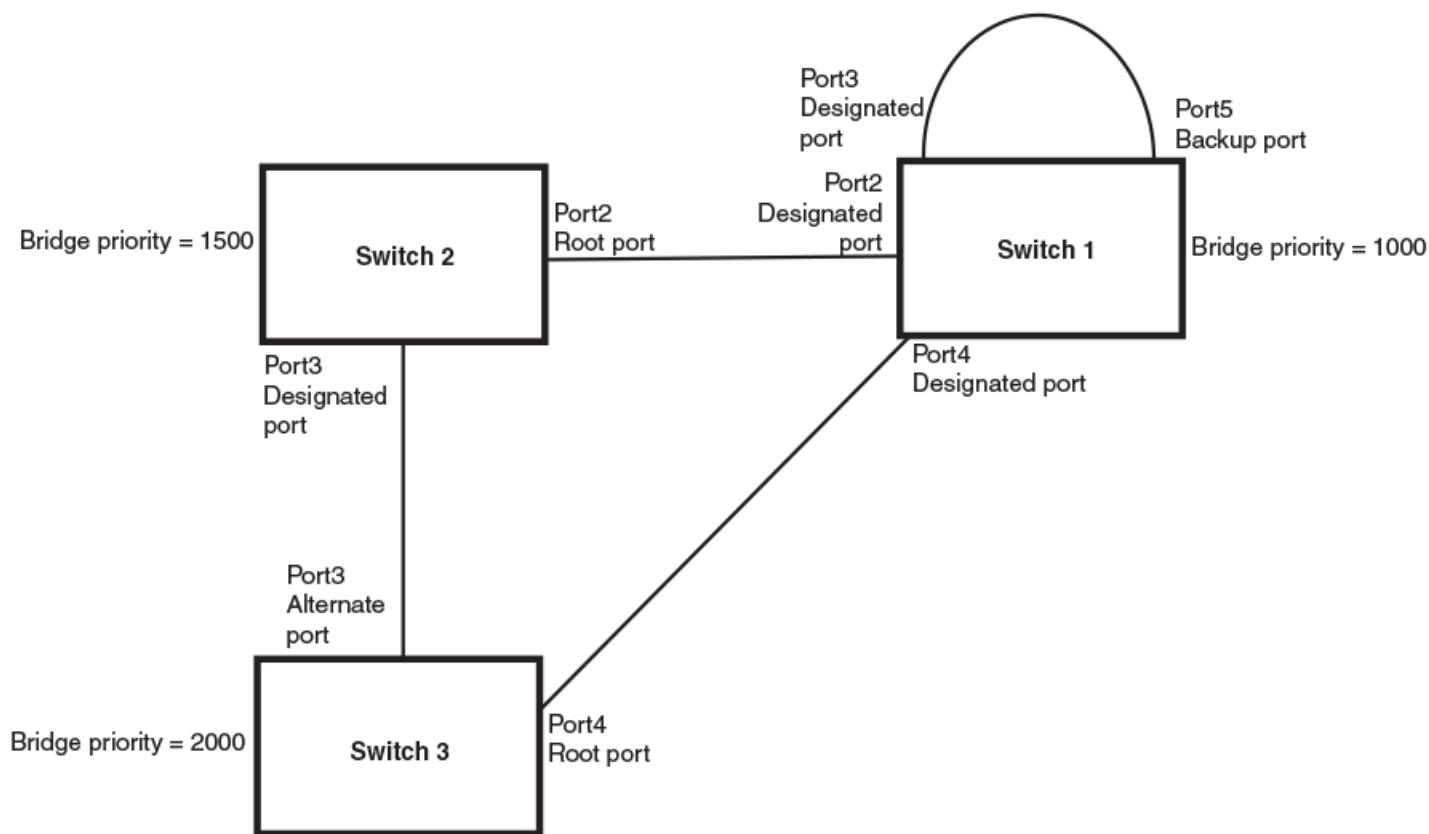 Port3
Designated
port
Port5
Backup port
Port2
Designated
port
Port2
Root port
Bridge priority = 1500
Switch 2
Switch 1
Bridge priority = 1000
Port4
Designated port
Port3
Designated
port
Port3
Alternate
port
Port4
Root port
Bridge priority = 2000
Switch 3